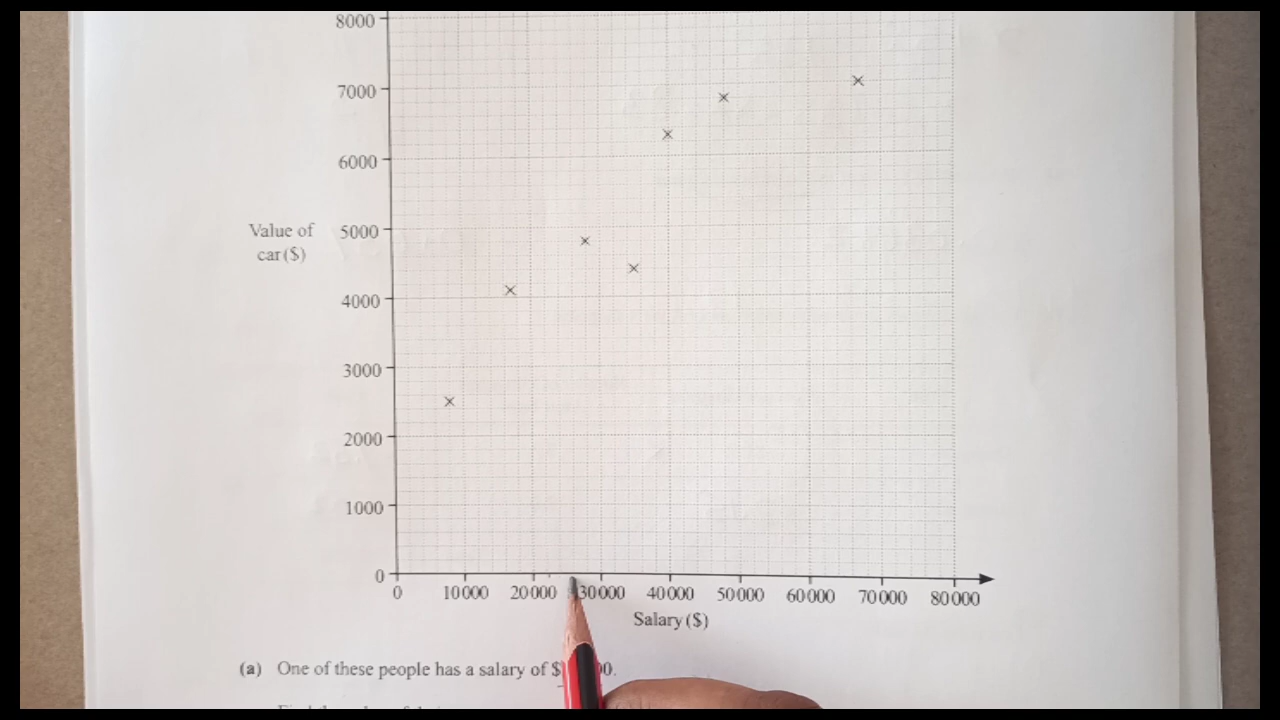 8000
7000
6000
Value of
car ($)
5000
4000
3000
2000
1000
0
0 10000 20000 30000 40000 50000 60000 70000 80000
Salary ($)
(a) One of these people has a salary of $